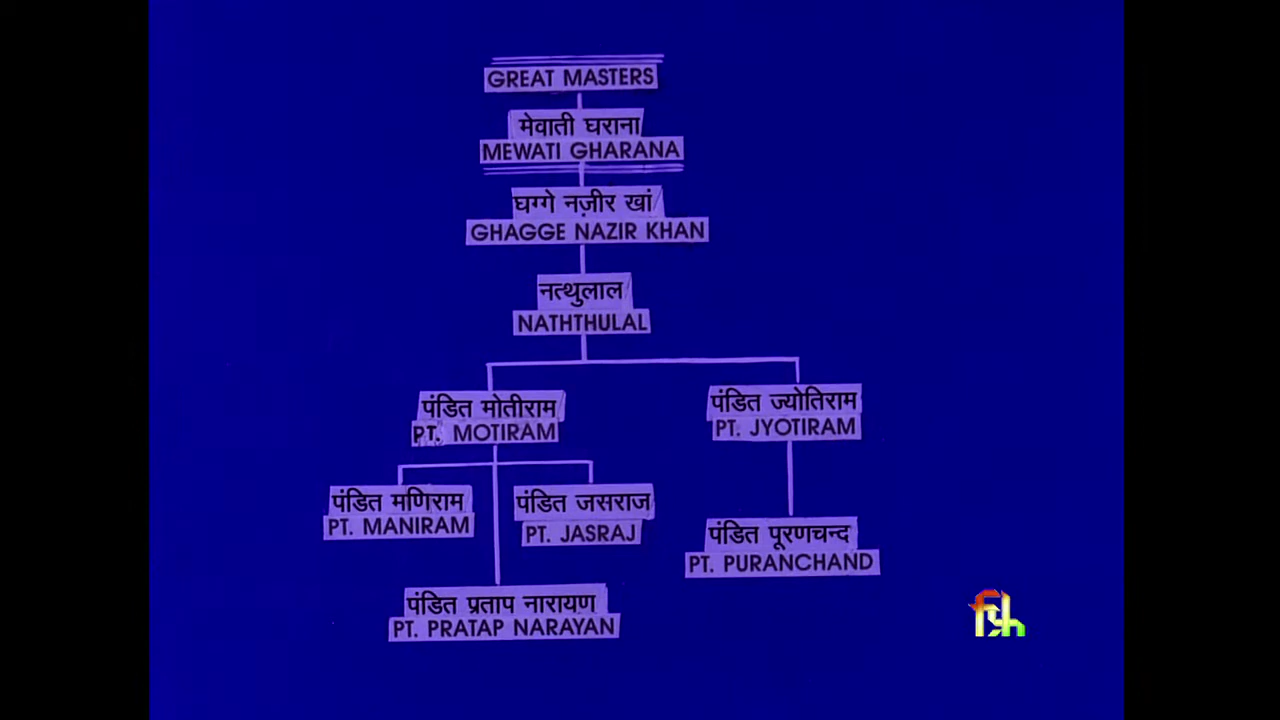 GREAT MASTERS
मेवाती घराना
MEWATI GHARANA
घग्गे नज़ीर खां
GHAGGE NAZIR KHAN
नत्थुलाल
NATHTHULAL
पंडित मोतीराम
PT. MOTIRAM
पंडित ज्योतिराम
PT. JYOTIRAM
पंडित मणिराम
PT. MANIRAM
पंडित जसराज
PT. JASRAJ
पंडित पूरणचन्द
PT. PURANCHAND
पंडित प्रताप नारायण
PT. PRATAP NARAYAN